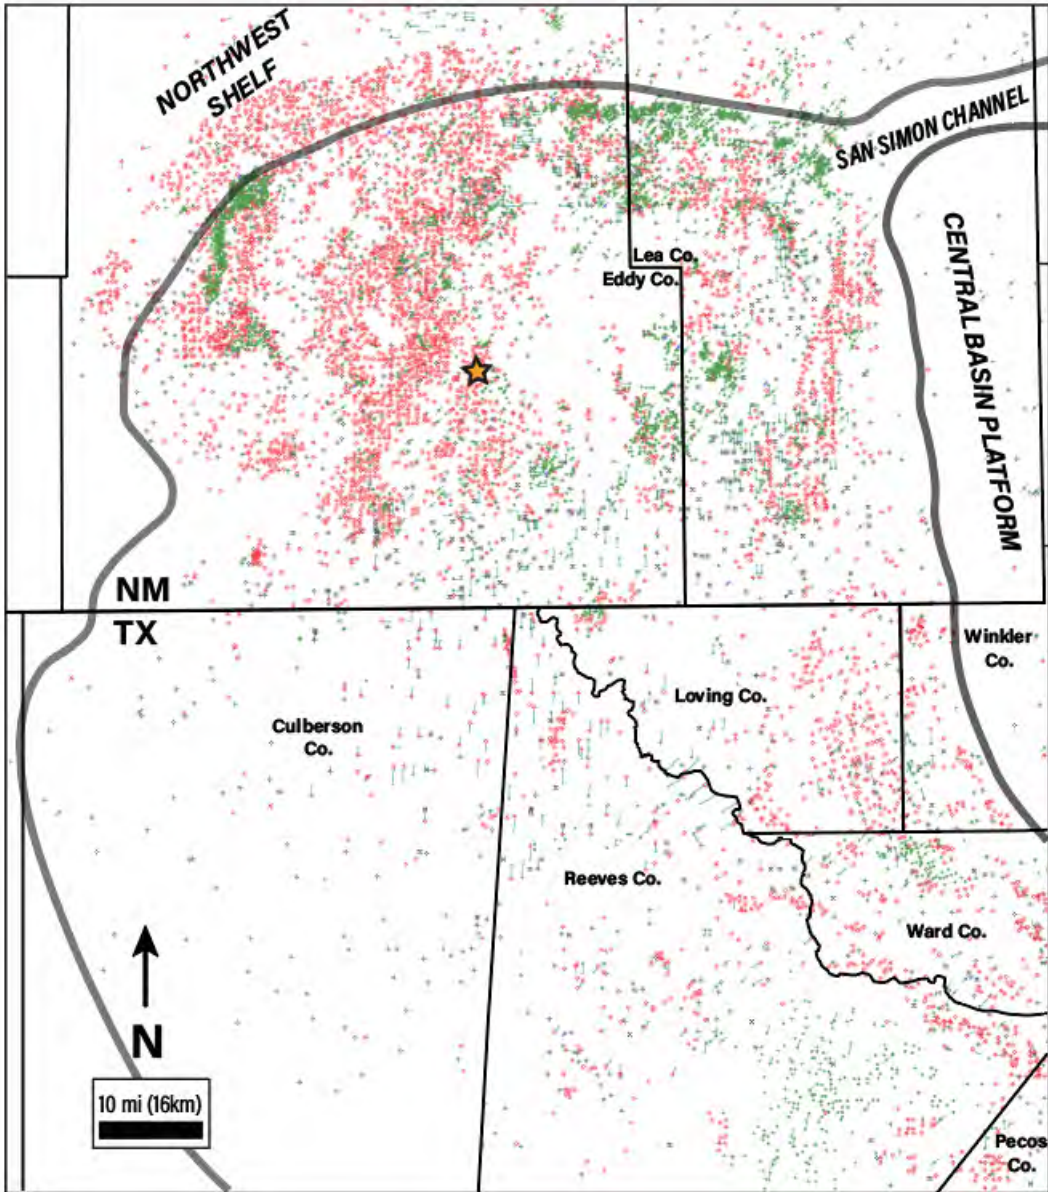 NORTHWEST
SHELF
SAN SIMON CHANNEL
CENTRAL BASIN PLATFORM
Lea Co.
Eddy Co.
NM
TX
Winkler
Co.
Loving Co.
Culberson
Co.
Reeves Co.
Ward Co.
N
10 mi (16km)
Pecos
Co.